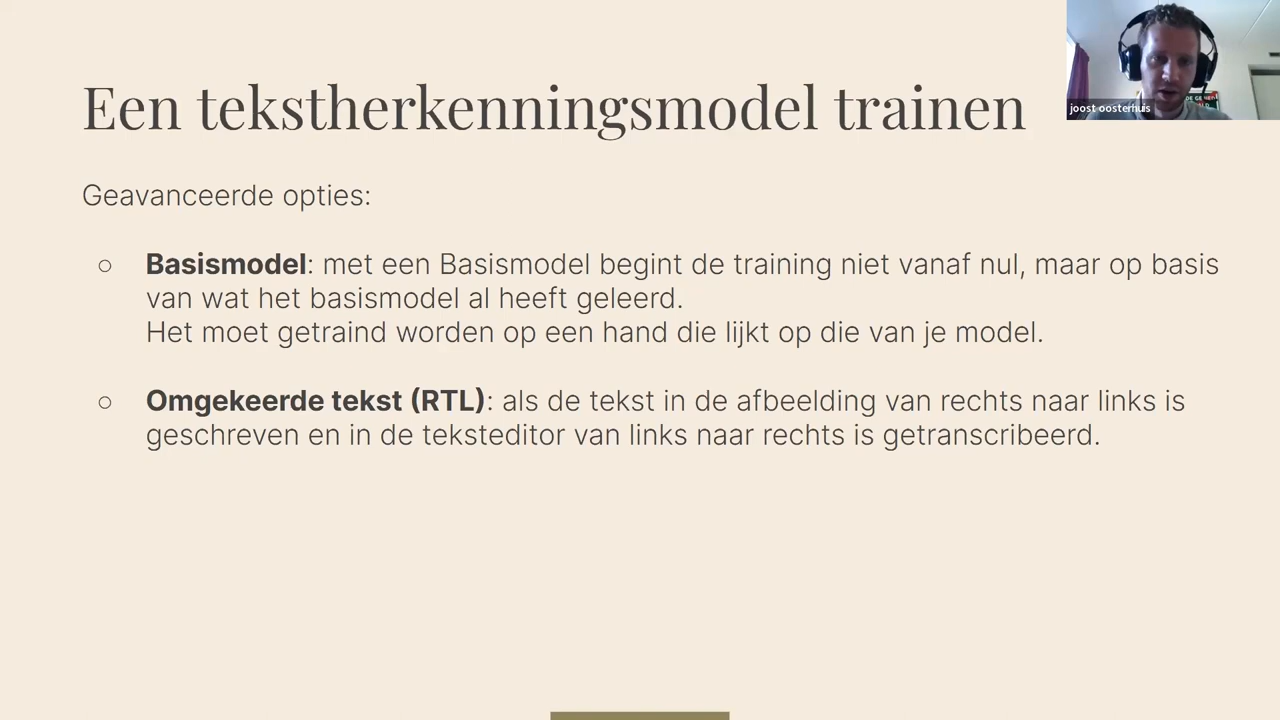 Een tekstherkenningsmodel trainen
joost oosterhuis
Geavanceerde opties:
○ Basismodel: met een Basismodel begint de training niet vanaf nul, maar op basis
van wat het basismodel al heeft geleerd.
Het moet getraind worden op een hand die lijkt op die van je model.
○ Omgekeerde tekst (RTL): als de tekst in de afbeelding van rechts naar links is
geschreven en in de teksteditor van links naar rechts is getranscribeerd.